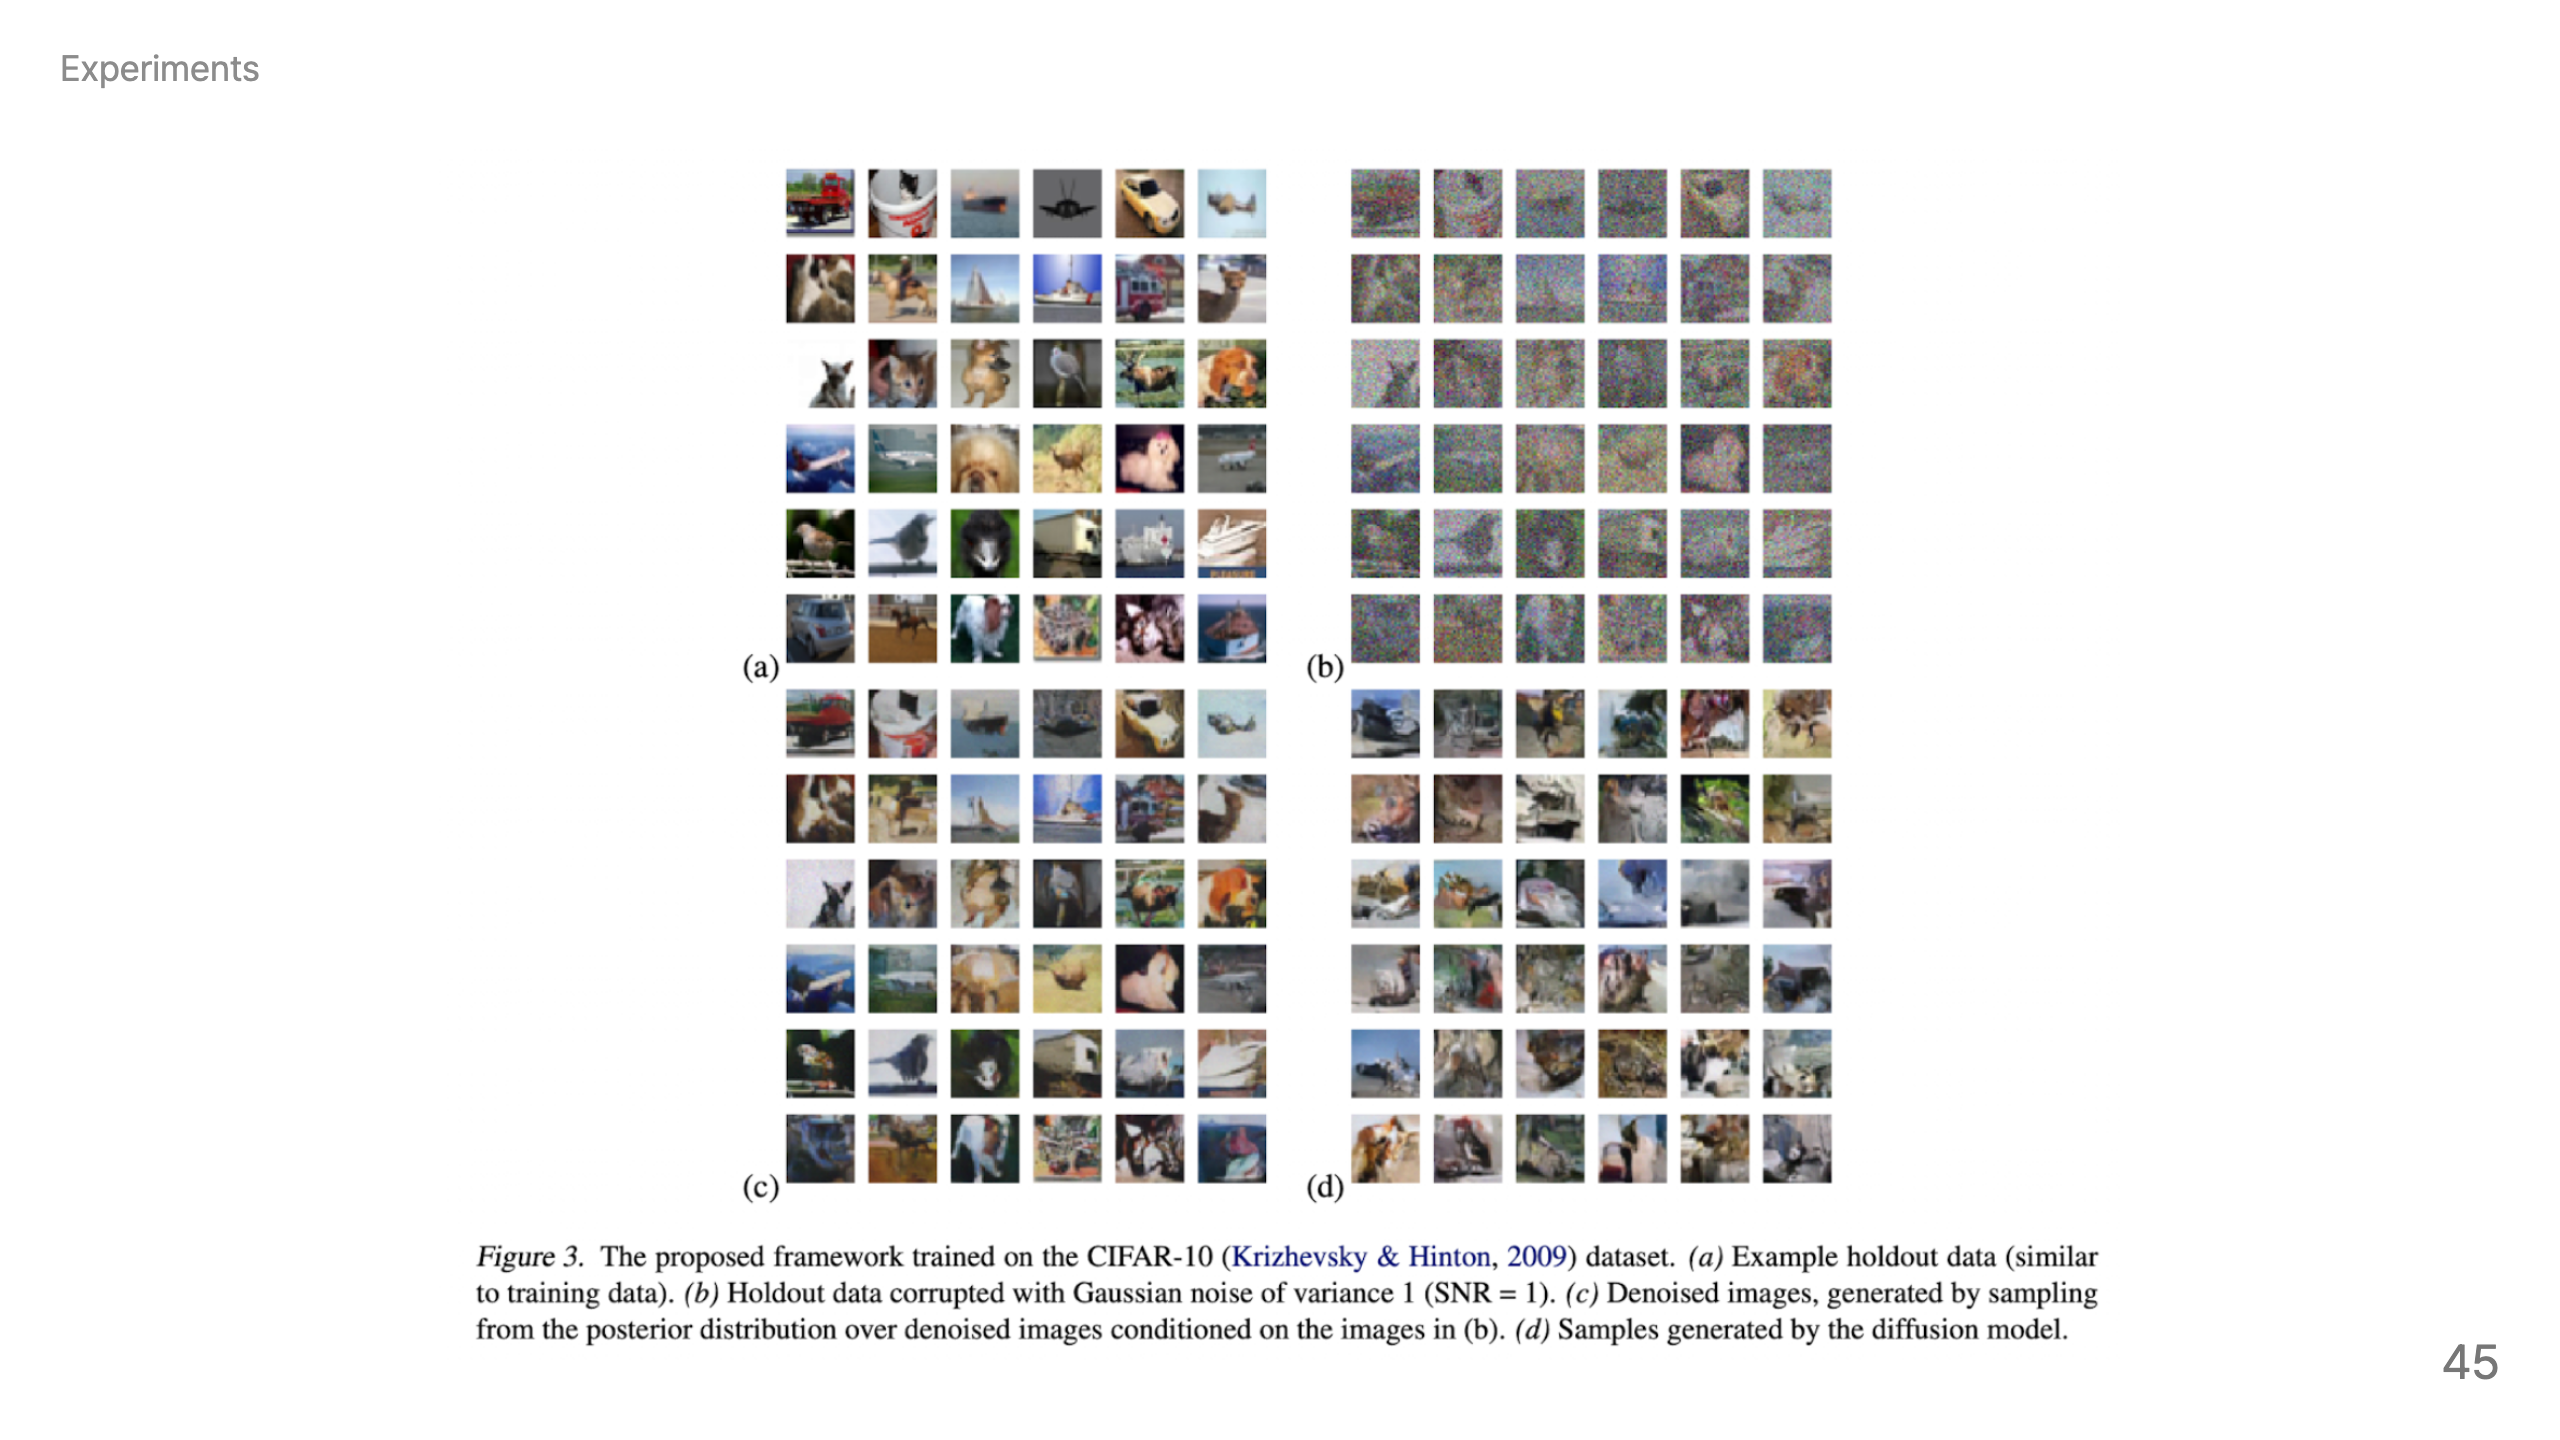 Experiments
(a)
(b)
(c)
(d)
Figure 3. The proposed framework trained on the CIFAR-10 (Krizhevsky & Hinton, 2009) dataset. (a) Example holdout data (similar
to training data). (b) Holdout data corrupted with Gaussian noise of variance 1 (SNR = 1). (c) Denoised images, generated by sampling
from the posterior distribution over denoised images conditioned on the images in (b). (d) Samples generated by the diffusion model.
45